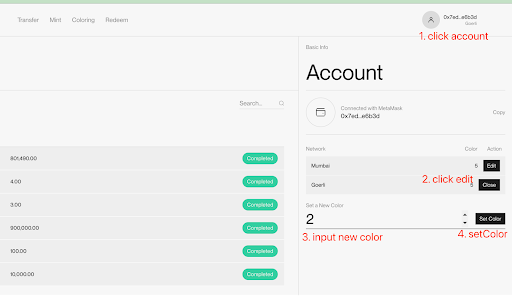 Transfer Mint Coloring Redeem
0x7ed...e6b3d
Goerli
1. click account
Basic Info
Account
Search...
Connected with MetaMask
0x7ed...e6b3d
Copy
Network Color Action
801,490.00 Completed
Mumbai 5 Edit
4.00 Completed
2. click edit
Goerli 5 Close
3.00 Completed
Set a New Color
2 Set Color
900,000.00 Completed
3. input new color
4. setColor
100.00 Completed
10,000.00 Completed